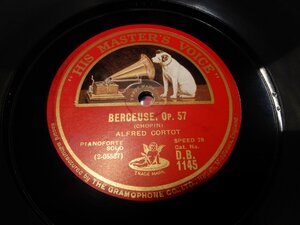 "HIS MASTER'S VOICE"
BERCEUSE, Op. 57
(CHOPIN)
ALFRED CORTOT
PIANOFORTE SOLO
(2-05587)
SPEED 78
Cat. No.
D.B. 1145
TRADE MARK
THE GRAMOPHONE CO., LTD.